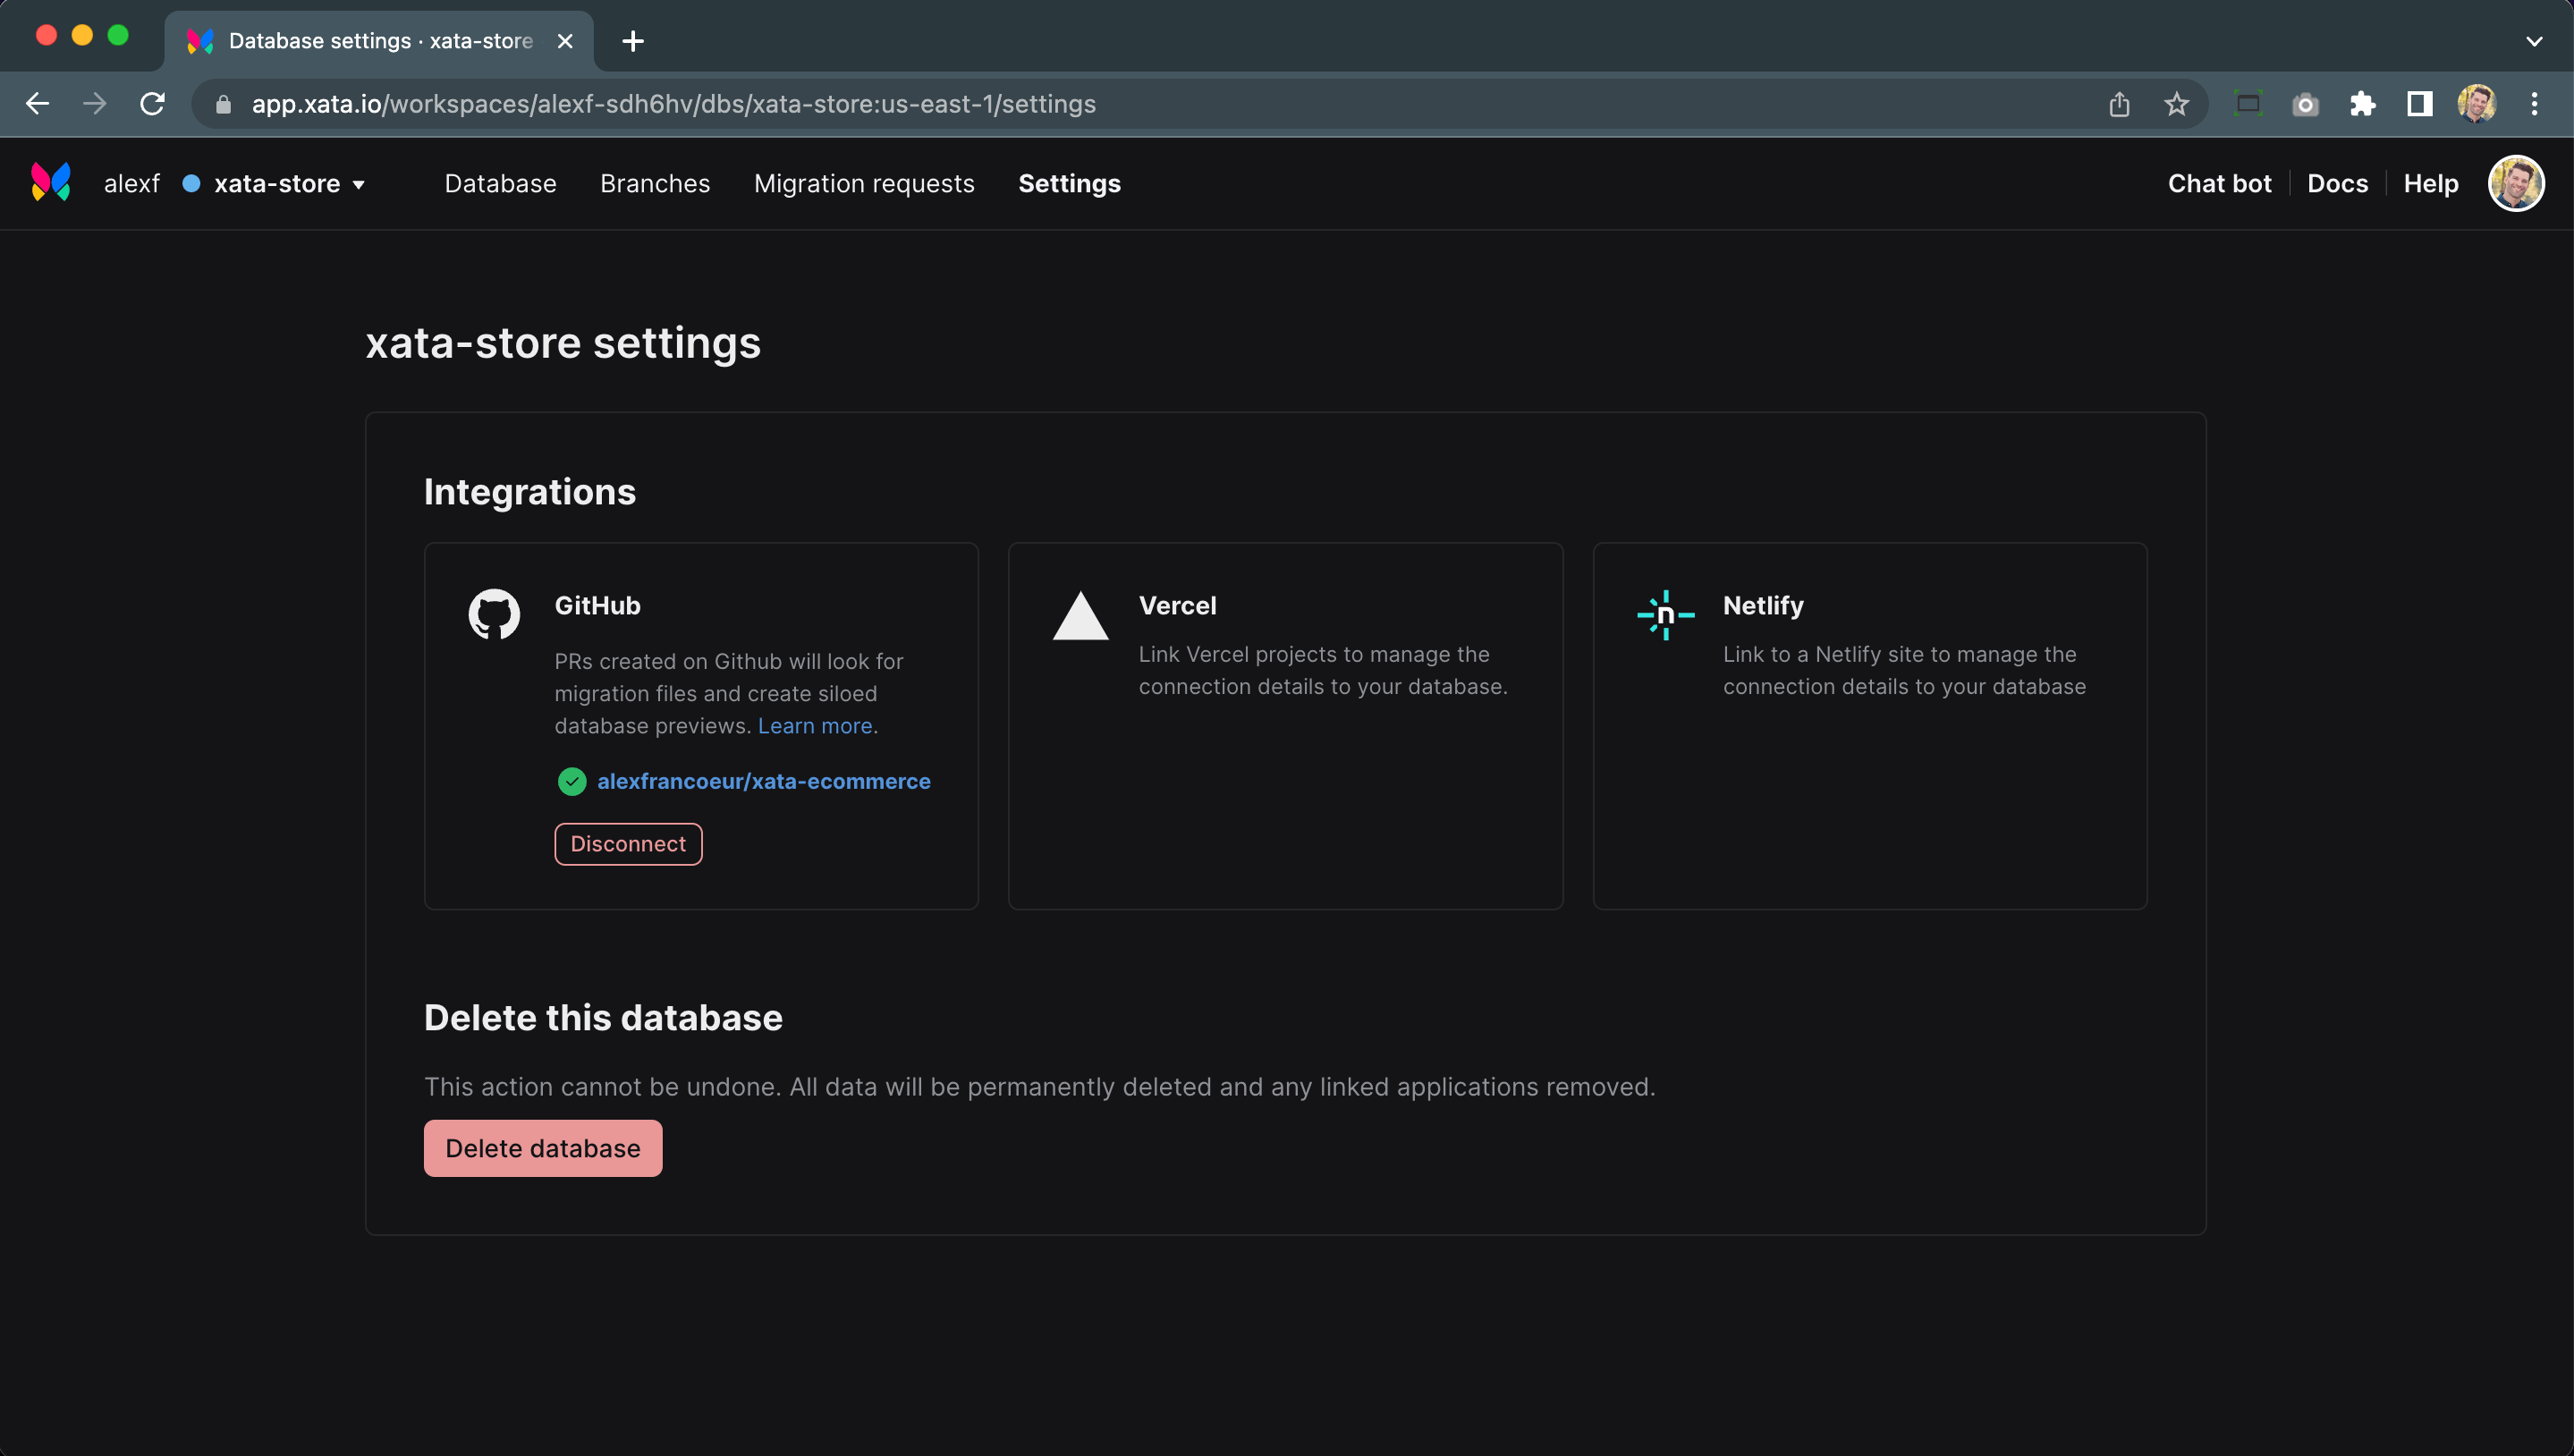 Database settings · xata-store
app.xata.io/workspaces/alexf-sdh6hv/dbs/xata-store:us-east-1/settings
alexf xata-store Database Branches Migration requests Settings Chat bot Docs Help
xata-store settings
Integrations
GitHub
PRs created on Github will look for
migration files and create siloed
database previews. Learn more.
alexfrancoeur/xata-ecommerce
Disconnect
Vercel
Link Vercel projects to manage the
connection details to your database.
n
Netlify
Link to a Netlify site to manage the
connection details to your database
Delete this database
This action cannot be undone. All data will be permanently deleted and any linked applications removed.
Delete database